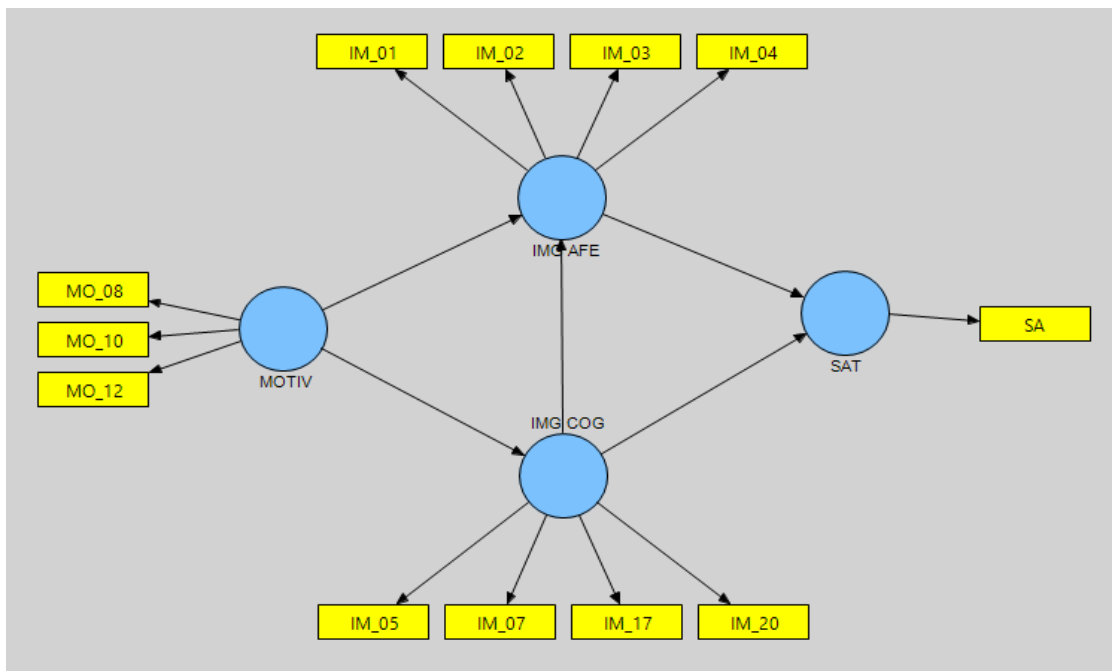 IM_01 IM_02 IM_03 IM_04
IMG AFE
MO_08
MO_10
MO_12
MOTIV
SA
SAT
IMG COG
IM_05 IM_07 IM_17 IM_20